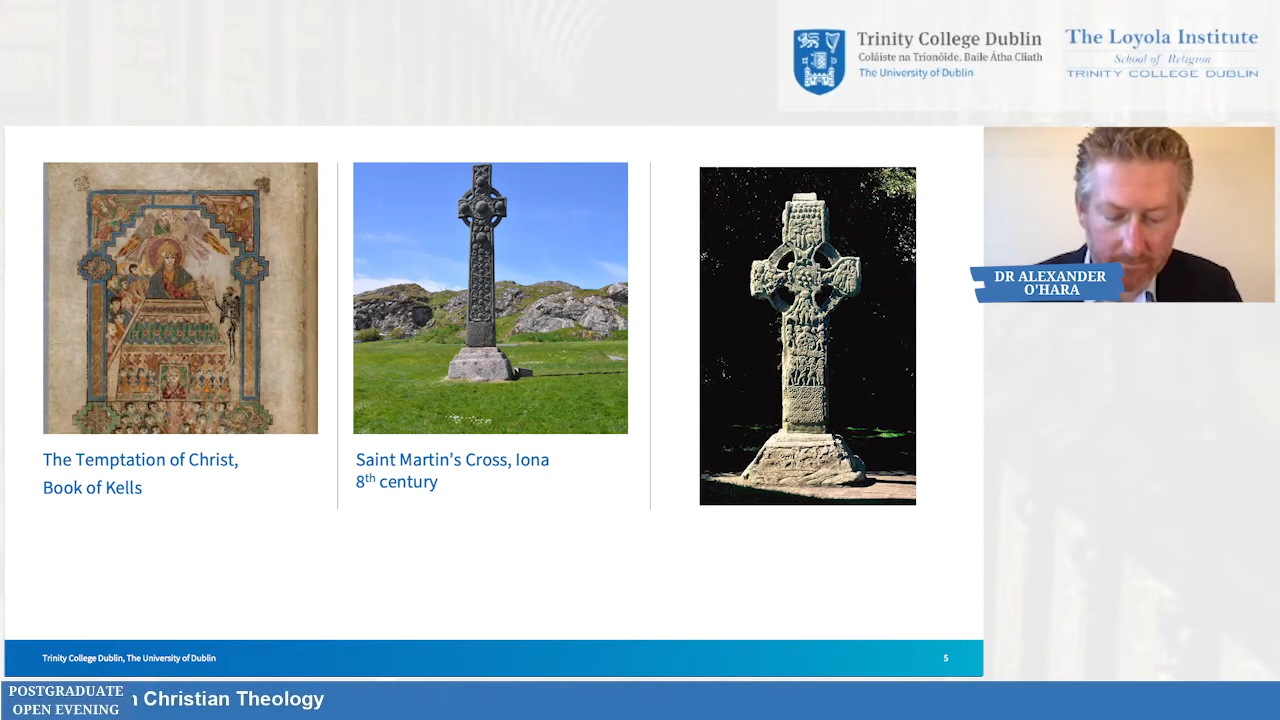 Trinity College Dublin
Coláiste na Tríonóide, Baile Átha Cliath
The University of Dublin
The Loyola Institute
School of Religion
TRINITY COLLEGE DUBLIN
DR ALEXANDER
O'HARA
The Temptation of Christ,
Book of Kells
Saint Martin's Cross, Iona
8th century
Trinity College Dublin, The University of Dublin
5
POSTGRADUATE
OPEN EVENING
Christian Theology